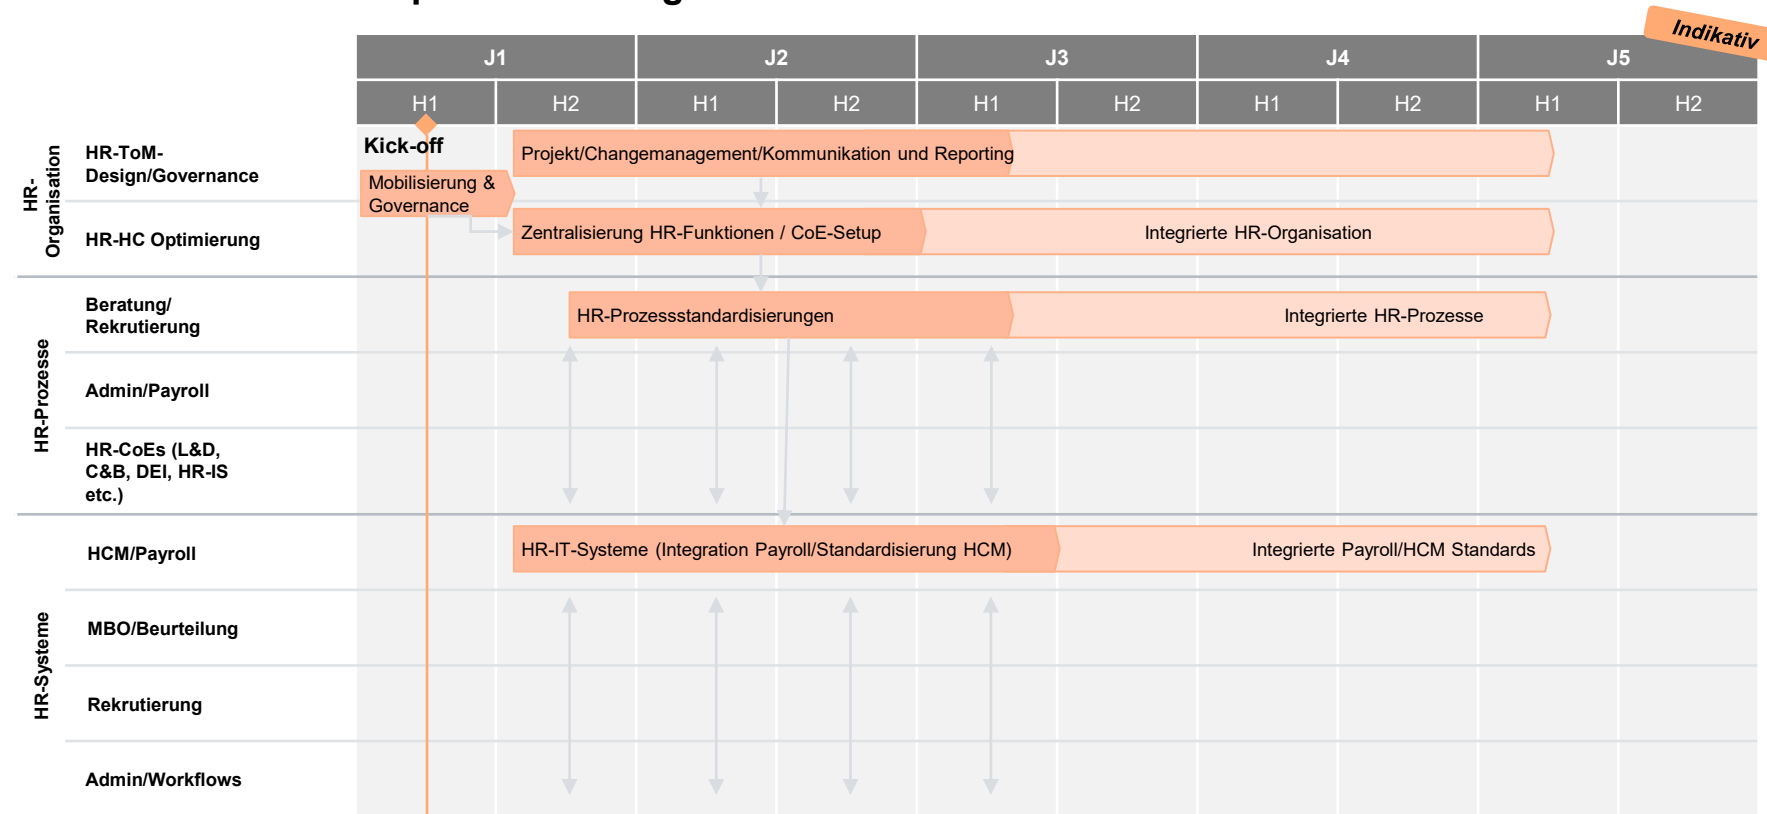 Indikativ
J1 J2 J3 J4 J5
H1 H2 H1 H2 H1 H2 H1 H2 H1 H2
HR-
Organisation
HR-ToM-
Design/Governance
Kick-off
Projekt/Changemanagement/Kommunikation und Reporting
Mobilisierung &
Governance
HR-HC Optimierung
Zentralisierung HR-Funktionen / CoE-Setup
Integrierte HR-Organisation
HR-Prozesse
Beratung/
Rekrutierung
HR-Prozessstandardisierungen
Integrierte HR-Prozesse
Admin/Payroll
HR-CoEs (L&D,
C&B, DEI, HR-IS
etc.)
HR-Systeme
HCM/Payroll
HR-IT-Systeme (Integration Payroll/Standardisierung HCM)
Integrierte Payroll/HCM Standards
MBO/Beurteilung
Rekrutierung
Admin/Workflows